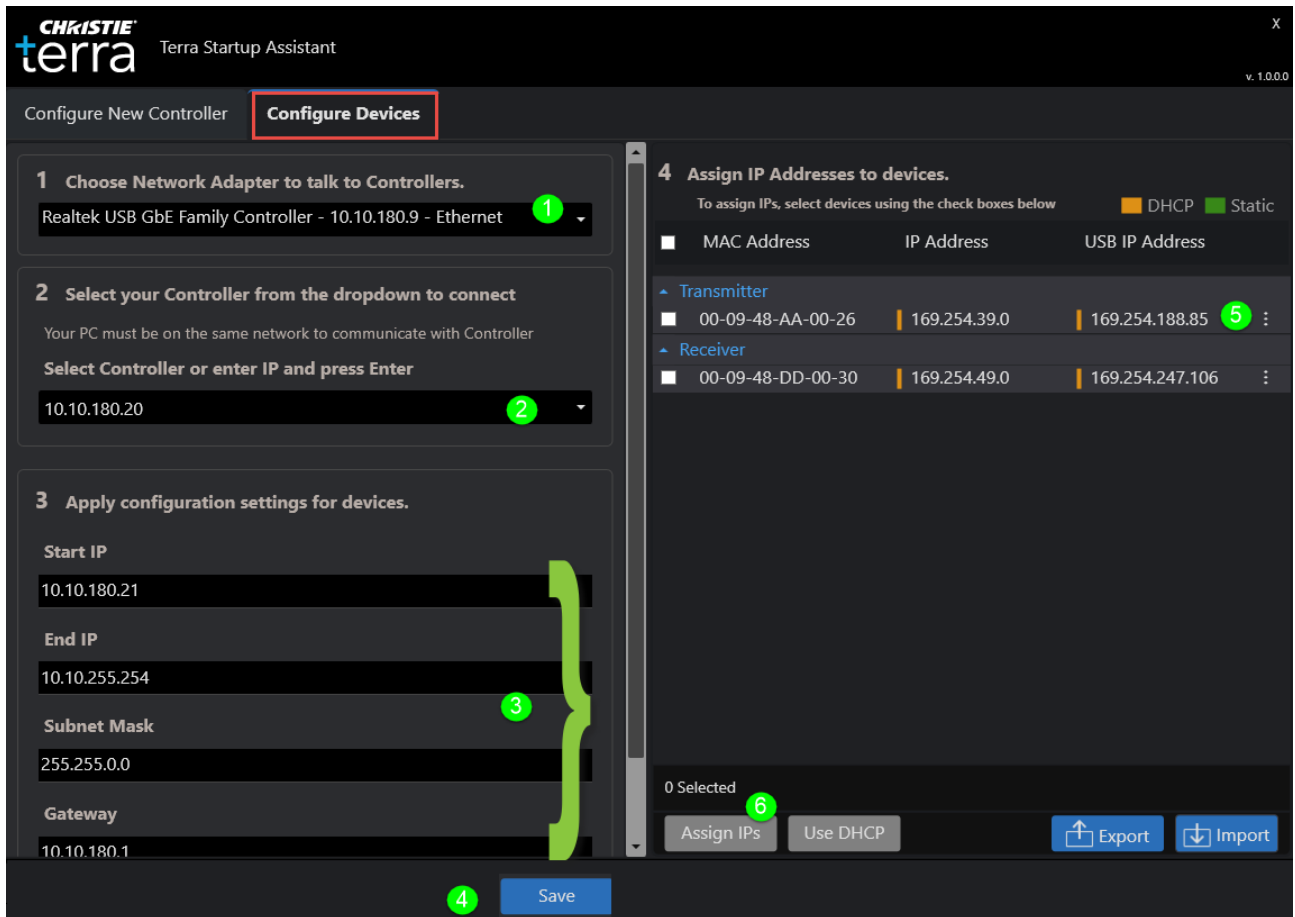 CHRISTIE®
terra
Terra Startup Assistant
X
v. 1.0.0.0
Configure New Controller
Configure Devices
1 Choose Network Adapter to talk to Controllers.
Realtek USB GbE Family Controller - 10.10.180.9 - Ethernet
1
2 Select your Controller from the dropdown to connect
Your PC must be on the same network to communicate with Controller
Select Controller or enter IP and press Enter
10.10.180.20
2
3 Apply configuration settings for devices.
Start IP
10.10.180.21
End IP
10.10.255.254
3
Subnet Mask
255.255.0.0
Gateway
10.10.180.1
4
Save
4 Assign IP Addresses to devices.
To assign IPs, select devices using the check boxes below
DHCP
Static
MAC Address IP Address USB IP Address
Transmitter
00-09-48-AA-00-26 169.254.39.0 169.254.188.85
5
Receiver
00-09-48-DD-00-30 169.254.49.0 169.254.247.106
0 Selected
6
Assign IPs
Use DHCP
Export
Import